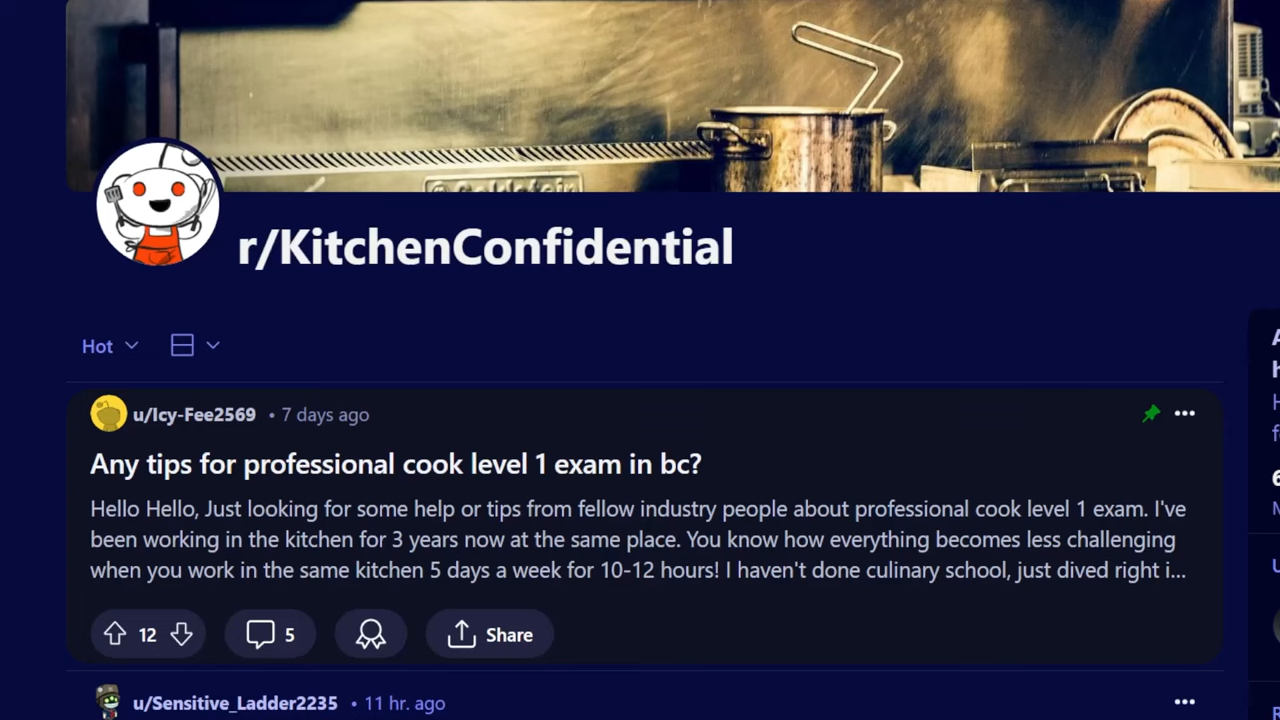 r/KitchenConfidential
Hot
u/Icy-Fee2569 • 7 days ago
Any tips for professional cook level 1 exam in bc?
Hello Hello, Just looking for some help or tips from fellow industry people about professional cook level 1 exam. I've
been working in the kitchen for 3 years now at the same place. You know how everything becomes less challenging
when you work in the same kitchen 5 days a week for 10-12 hours! I haven't done culinary school, just dived right i...
12
5
Share
u/Sensitive_Ladder2235 • 11 hr. ago